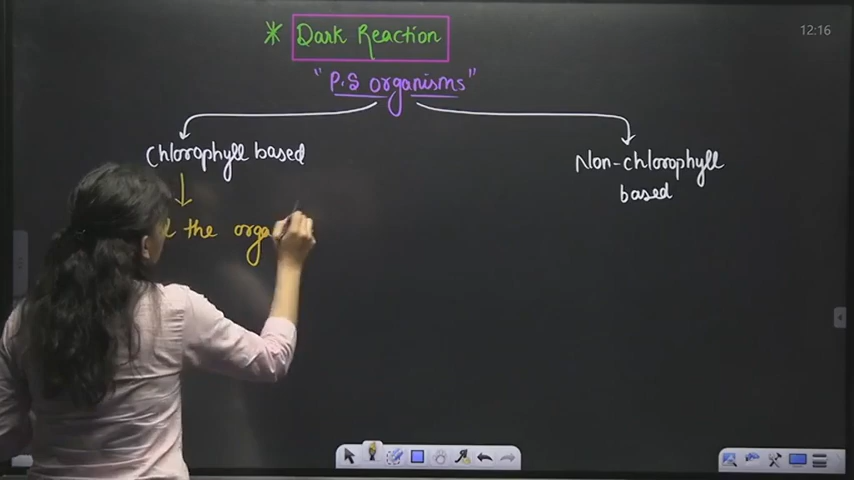 * Dark Reaction
12:16
"P.S organisms"
Chlorophyll based
Non-chlorophyll
based
the